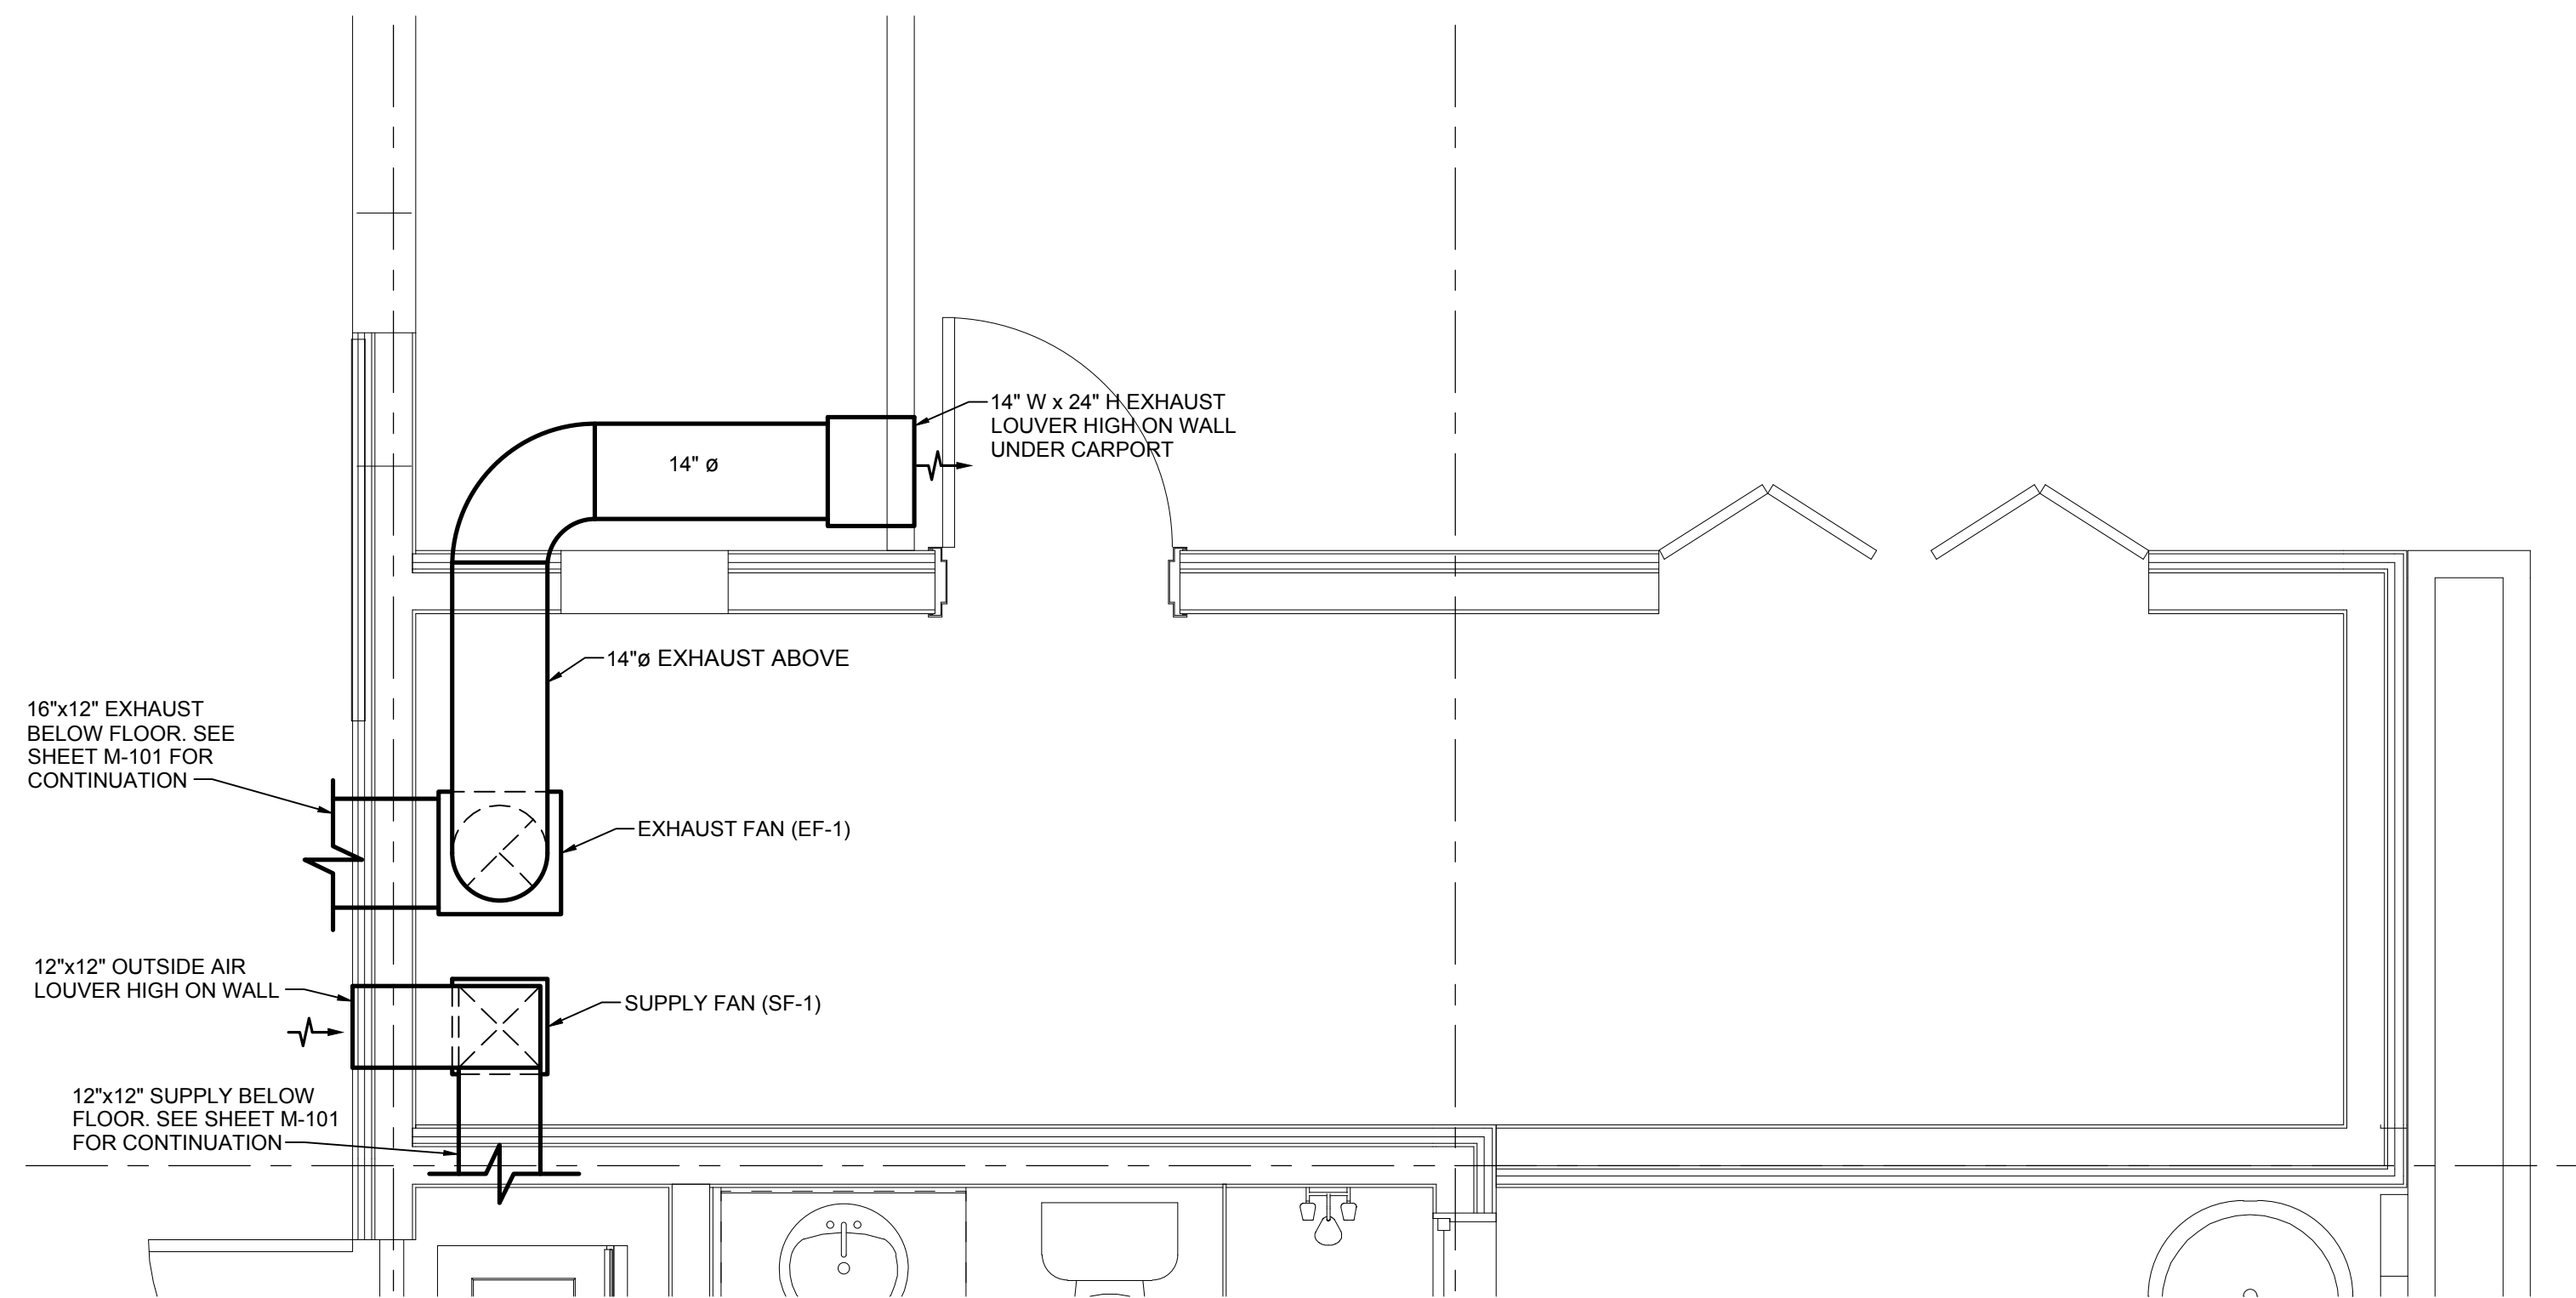 14" W x 24" H EXHAUST
LOUVER HIGH ON WALL
UNDER CARPORT
14" ø
14"ø EXHAUST ABOVE
16"x12" EXHAUST
BELOW FLOOR. SEE
SHEET M-101 FOR
CONTINUATION
EXHAUST FAN (EF-1)
12"x12" OUTSIDE AIR
LOUVER HIGH ON WALL
SUPPLY FAN (SF-1)
12"x12" SUPPLY BELOW
FLOOR. SEE SHEET M-101
FOR CONTINUATION